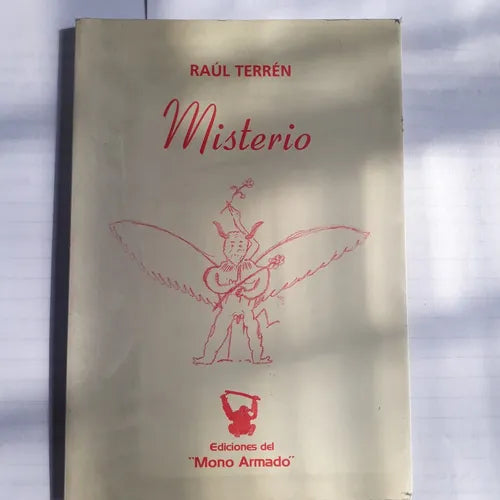 RAÚL TERRÉN
Misterio
Ediciones del
"Mono Armado"